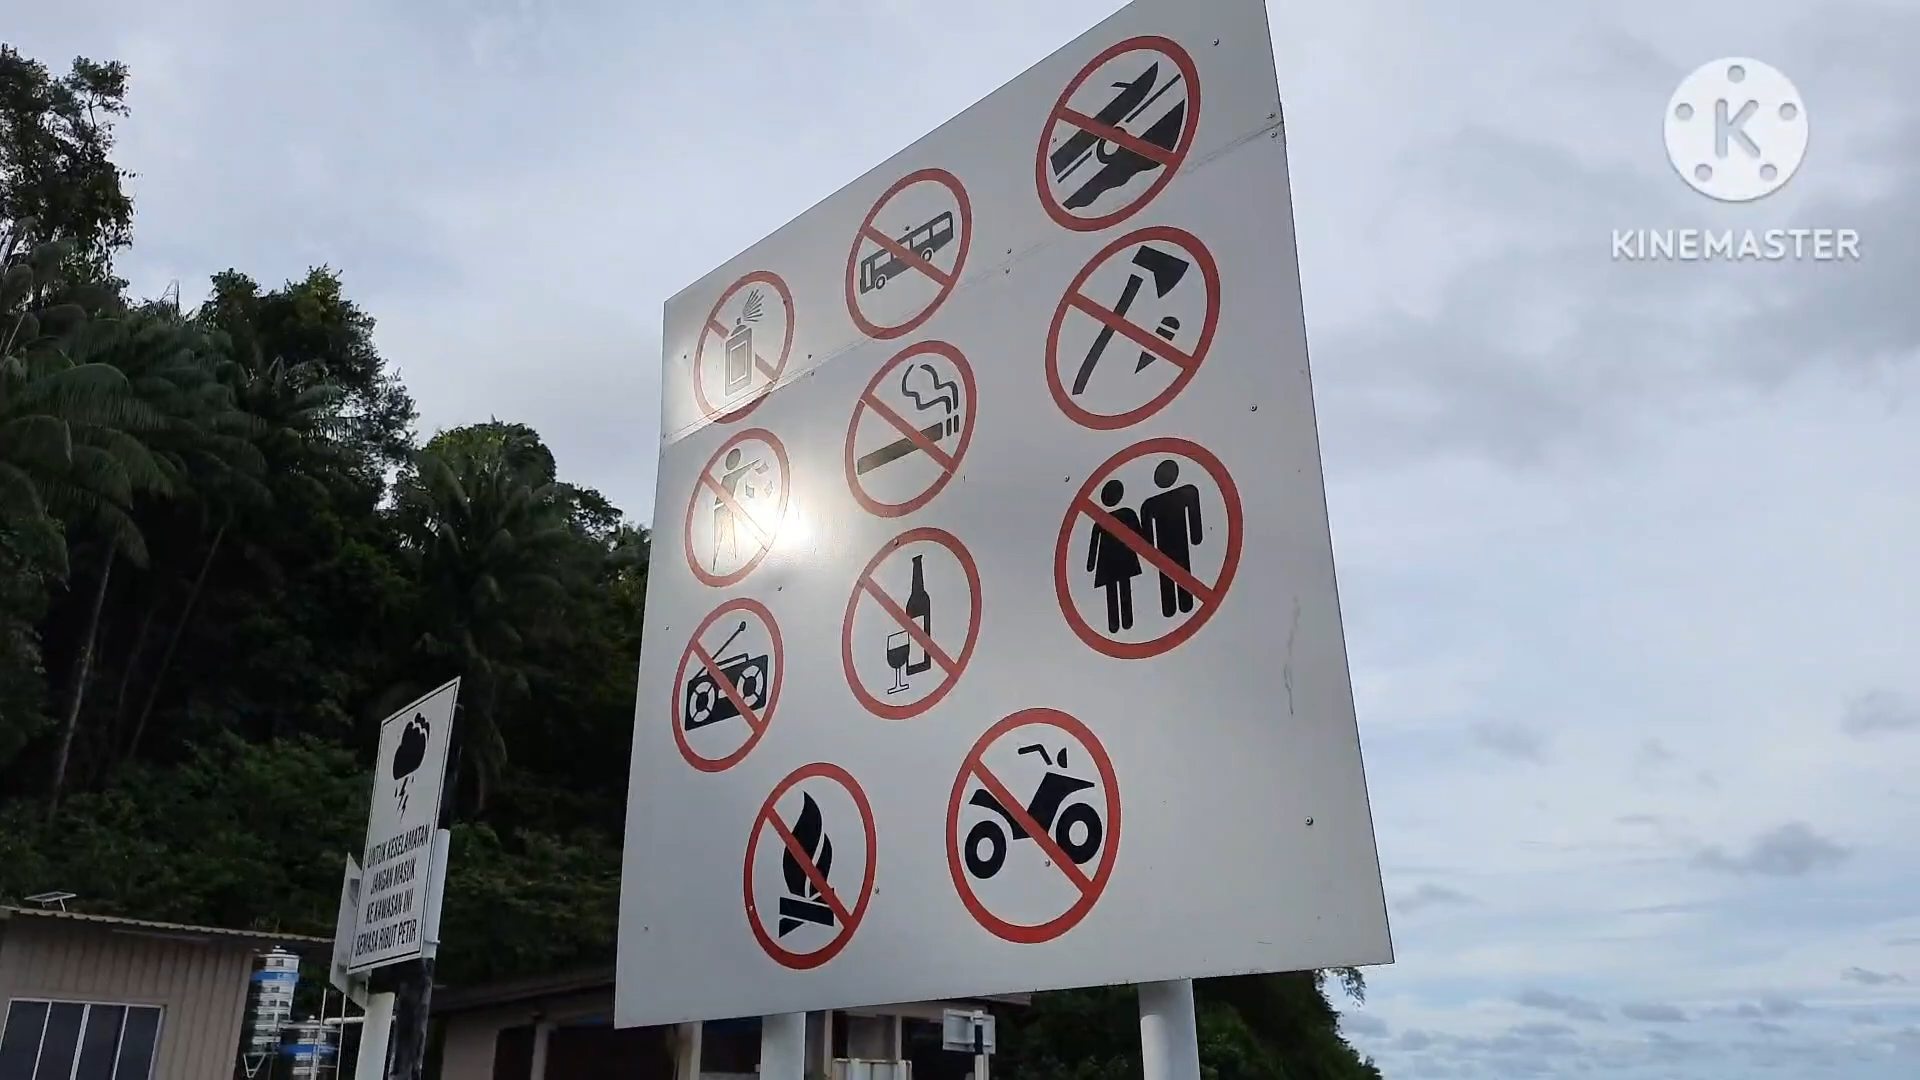 K
KINEMASTER
UNTUK KESELAMATAN
JANGAN MASUK
KE KAWASAN INI
SEMASA RIBUT PETIR